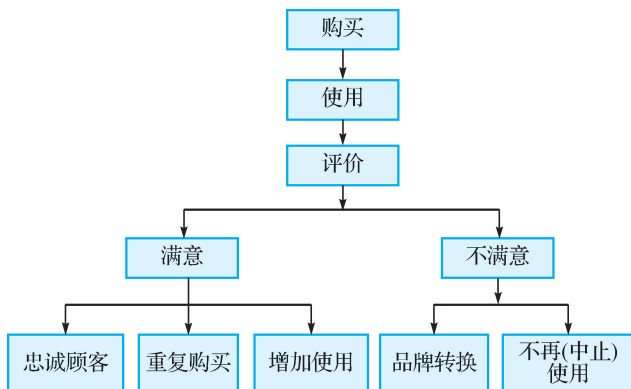 购买
使用
评价
满意
不满意
忠诚顾客
重复购买
增加使用
品牌转换
不再(中止)
使用